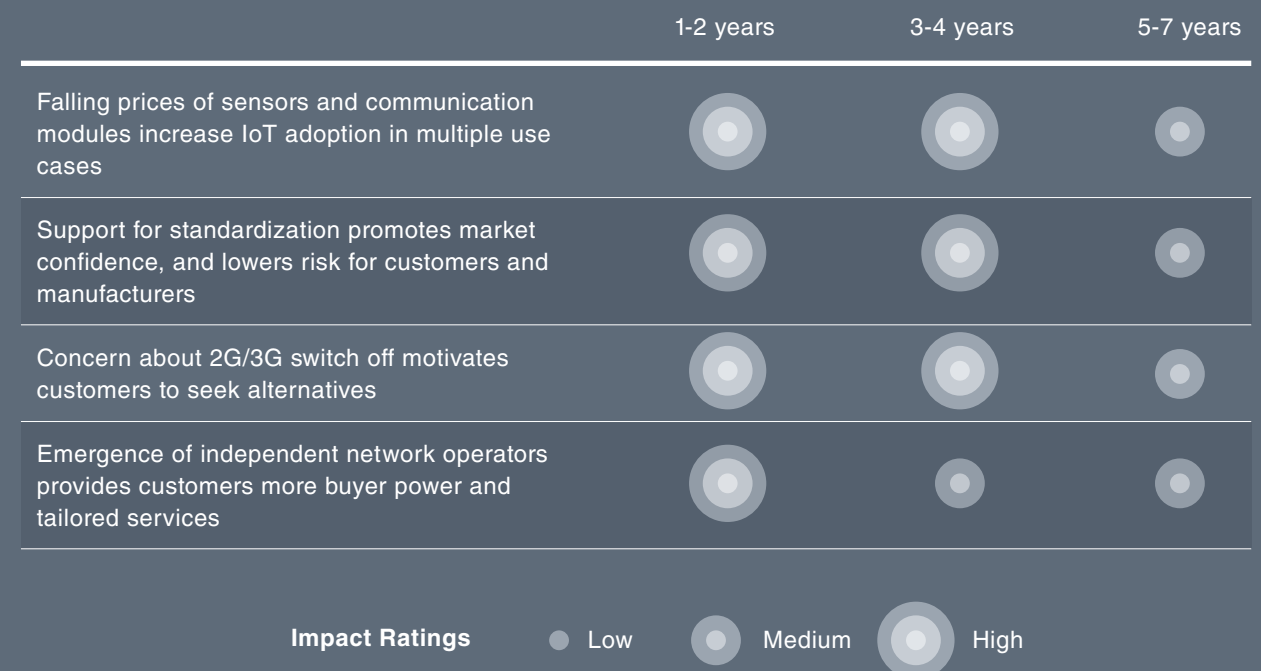 1-2 years 3-4 years 5-7 years
Falling prices of sensors and communication
modules increase IoT adoption in multiple use
cases
Support for standardization promotes market
confidence, and lowers risk for customers and
manufacturers
Concern about 2G/3G switch off motivates
customers to seek alternatives
Emergence of independent network operators
provides customers more buyer power and
tailored services
Impact Ratings Low Medium High